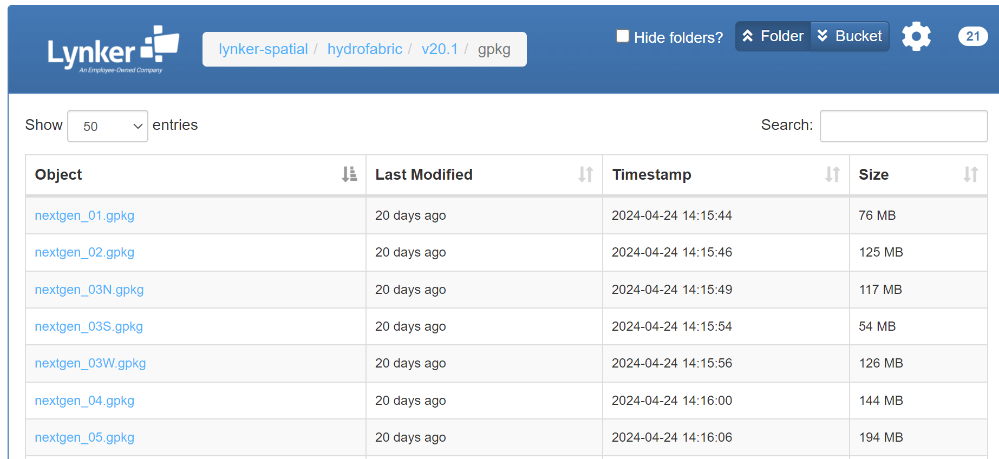 Lynker
An Employee-Owned Company
lynker-spatial / hydrofabric / v20.1 / gpkg
Hide folders? Folder Bucket 21
Show 50 entries Search:
Object Last Modified Timestamp Size
nextgen_01.gpkg 20 days ago 2024-04-24 14:15:44 76 MB
nextgen_02.gpkg 20 days ago 2024-04-24 14:15:46 125 MB
nextgen_03N.gpkg 20 days ago 2024-04-24 14:15:49 117 MB
nextgen_03S.gpkg 20 days ago 2024-04-24 14:15:54 54 MB
nextgen_03W.gpkg 20 days ago 2024-04-24 14:15:56 126 MB
nextgen_04.gpkg 20 days ago 2024-04-24 14:16:00 144 MB
nextgen_05.gpkg 20 days ago 2024-04-24 14:16:06 194 MB